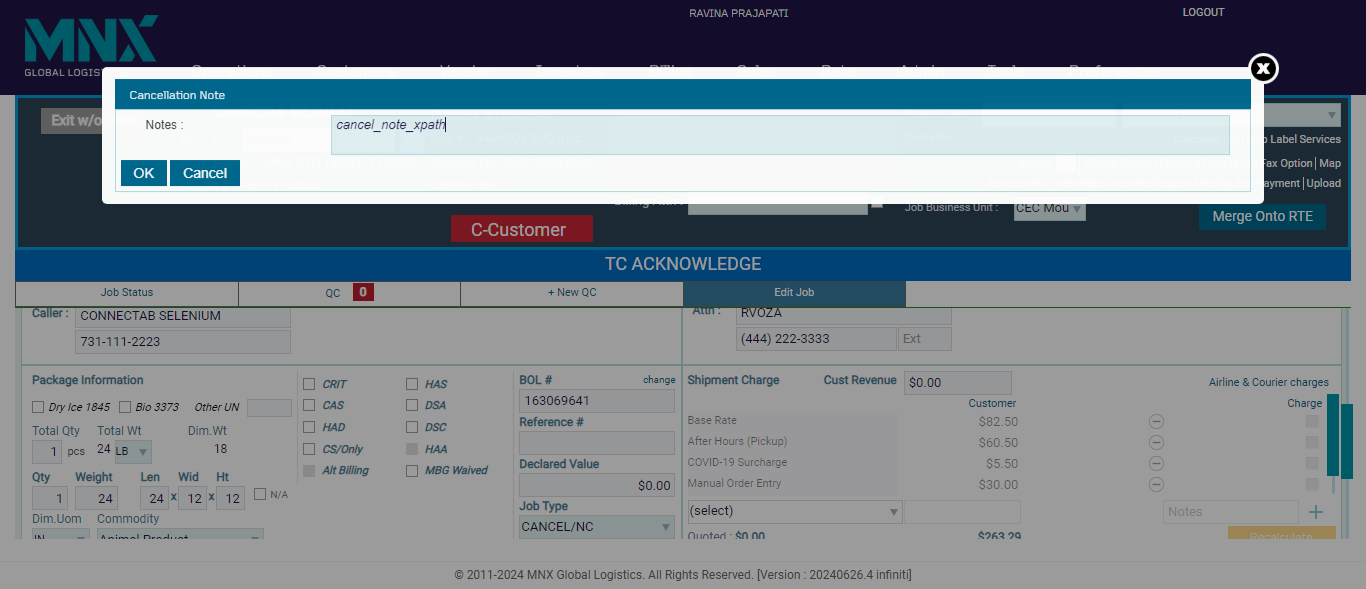 RAVINA PRAJAPATI
LOGOUT
MNX
GLOBAL LOGIS
X
Cancellation Note
Notes :
cancel_note_xpath
OK Cancel
Exit w/o
Label Services
Fax Option | Map
ayment | Upload
Job Business Unit : CEC Mou
Merge Onto RTE
C-Customer
TC ACKNOWLEDGE
Job Status QC 0 + New QC Edit Job
Caller : CONNECTAB SELENIUM
731-111-2223
Attn : RVOZA
(444) 222-3333 Ext
Package Information
Dry Ice 1845 Bio 3373 Other UN
Total Qty Total Wt Dim.Wt
1 pcs 24 LB 18
Qty Weight Len Wid Ht
1 24 24 x 12 x 12 N/A
Dim.Uom Commodity
IN Animal Product
CRIT HAS
CAS DSA
HAD DSC
CS/Only HAA
Alt Billing MBG Waived
BOL # change
163069641
Reference #
Declared Value
$0.00
Job Type
CANCEL/NC
Shipment Charge Cust Revenue $0.00
Airline & Courier charges
Customer Charge
Base Rate $82.50
After Hours (Pickup) $60.50
COVID-19 Surcharge $5.50
Manual Order Entry $30.00
(select) Notes
Quoted : $0.00 $263.29
Recalculate
© 2011-2024 MNX Global Logistics. All Rights Reserved. [Version : 20240626.4 infiniti]